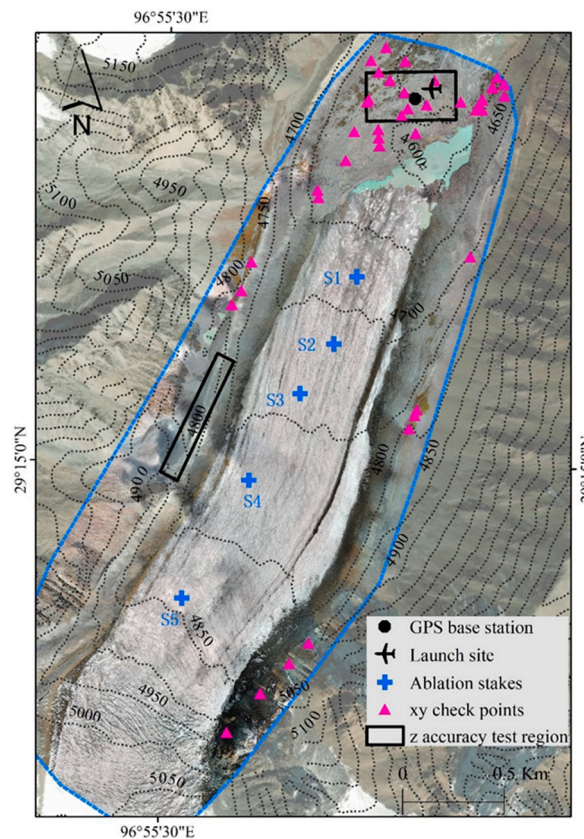 96°55'30"E
5150
N
4700
4650
4600
4950
5100
4750
5050
4800
S1
4700
S2
S3
4800
4800
4850
29°15'0"N
4900
S4
4900
S5
4850
GPS base station
Launch site
Ablation stakes
4950
5050
xy check points
5000
5100
z accuracy test region
5050
0
0.5 Km
96°55'30"E